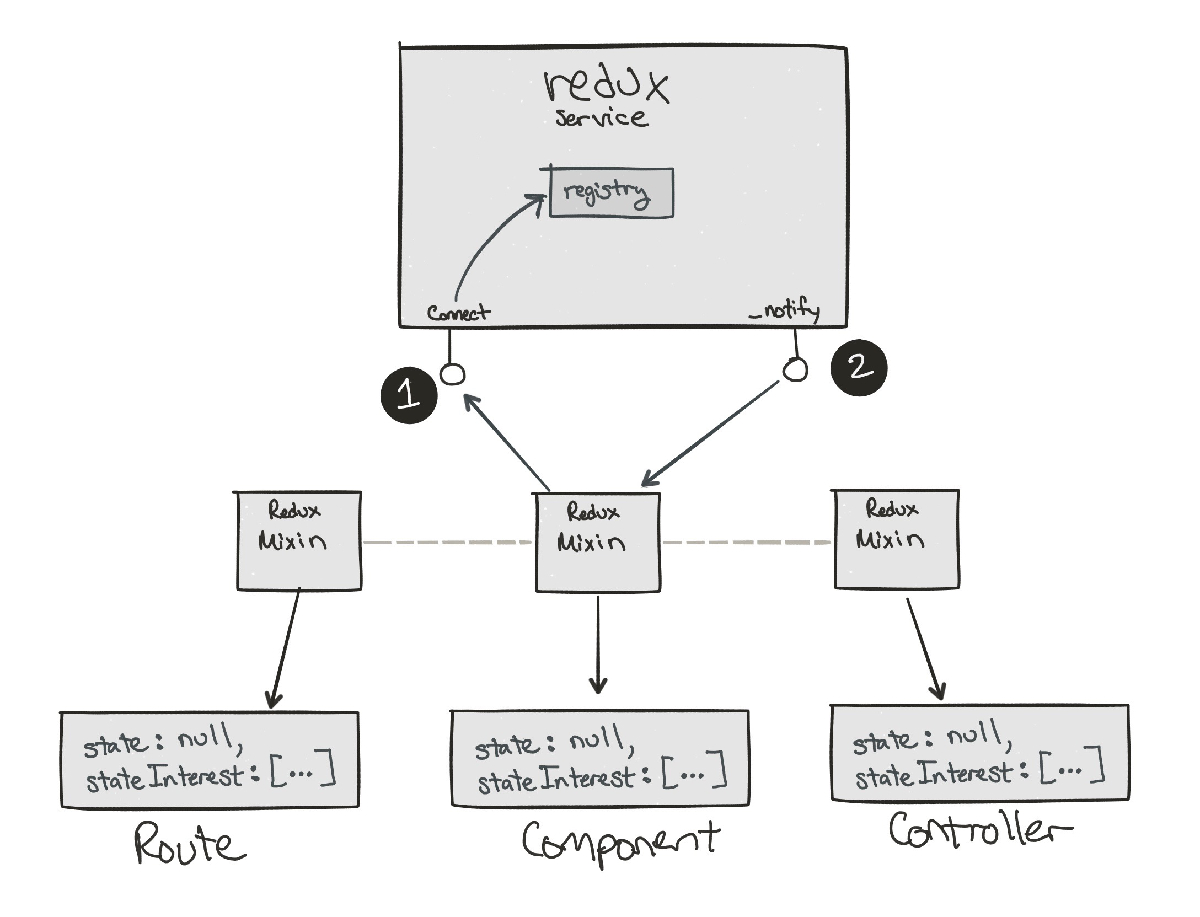 redux
service
registry
Connect
_notify
1
2
Redux
Mixin
Redux
Mixin
Redux
Mixin
state: null,
stateInterest: [...]
Route
state: null,
stateInterest: [...]
Component
state: null,
stateInterest: [...]
Controller